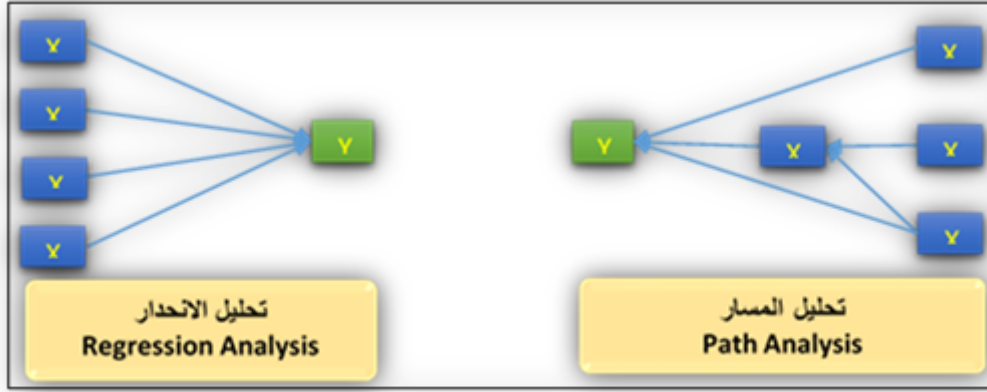 X
X
X
X
Y
تحليل الانحدار
Regression Analysis
Y
X
X
X
X
تحليل المسار
Path Analysis